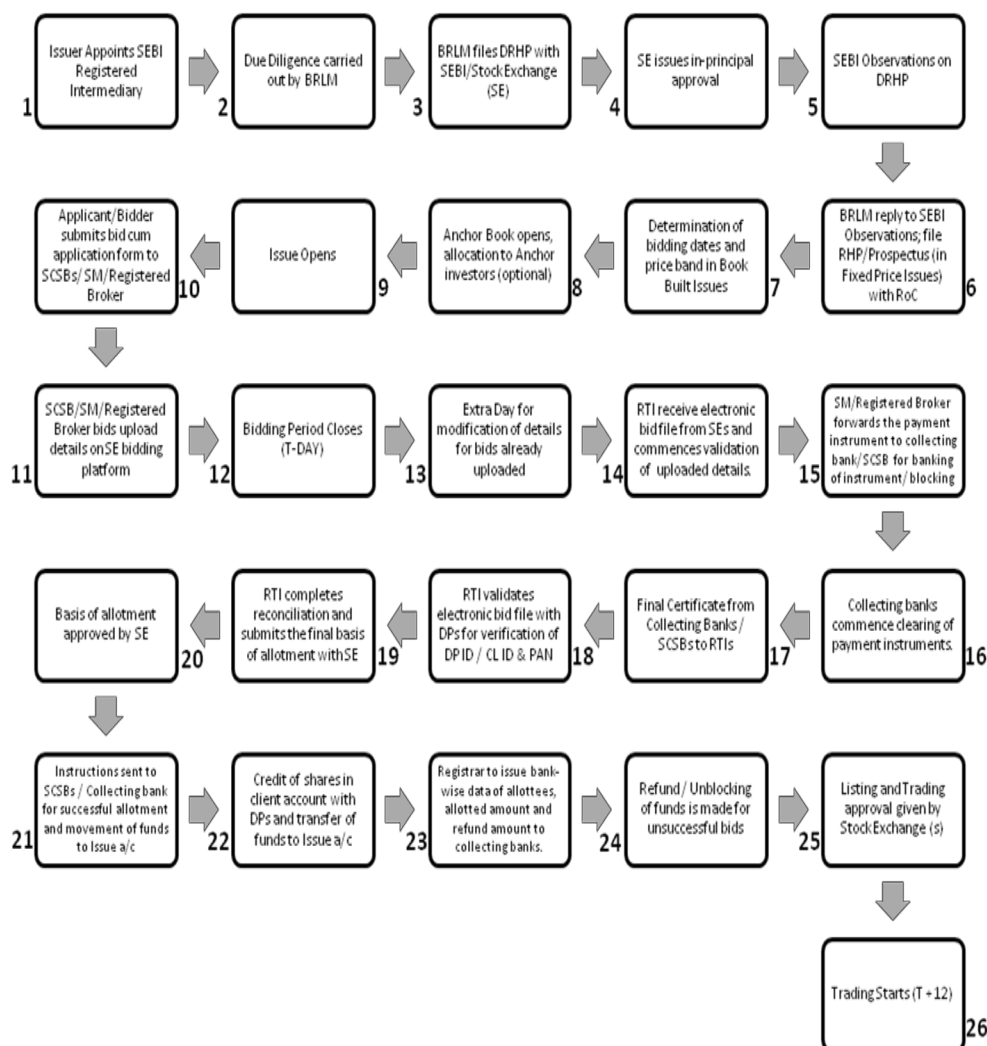 Issuer Appoints SEBI
Registered
Intermediary
1
Due Diligence carried
out by BRLM
2
BRLM files DRHP with
SEBI/Stock Exchange
(SE)
3
SE issues in-principal
approval
4
SEBI Observations on
DRHP
5
BRLM reply to SEBI
Observations; file
RHP/Prospectus (in
Fixed Price Issues)
with RoC
6
Determination of
bidding dates and
price band in Book
Built Issues
7
Anchor Book opens,
allocation to Anchor
investors (optional)
8
Issue Opens
9
Applicant/Bidder
submits bid cum
application form to
SCSBs/ SM/Registered
Broker
10
SCSB/SM/Registered
Broker bids upload
details on SE bidding
platform
11
Bidding Period Closes
(T-DAY)
12
Extra Day for
modification of details
for bids already
uploaded
13
RTI receive electronic
bid file from SEs and
commences validation
of uploaded details.
14
SM/Registered Broker
forwards the payment
instrument to collecting
bank/SCSB for banking
of instrument/ blocking
15
Collecting banks
commence clearing of
payment instruments.
16
Final Certificate from
Collecting Banks /
SCSBs to RTIs
17
RTI validates
electronic bid file with
DPs for verification of
DP ID / CL ID & PAN
18
RTI completes
reconciliation and
submits the final basis
of allotment with SE
19
Basis of allotment
approved by SE
20
Instructions sent to
SCSBs / Collecting bank
for successful allotment
and movement of funds
to Issue a/c
21
Credit of shares in
client account with
DPs and transfer of
funds to Issue a/c
22
Registrar to issue bank-
wise data of allottees,
allotted amount and
refund amount to
collecting banks.
23
Refund / Unblocking
of funds is made for
unsuccessful bids
24
Listing and Trading
approval given by
Stock Exchange (s)
25
Trading Starts (T + 12)
26